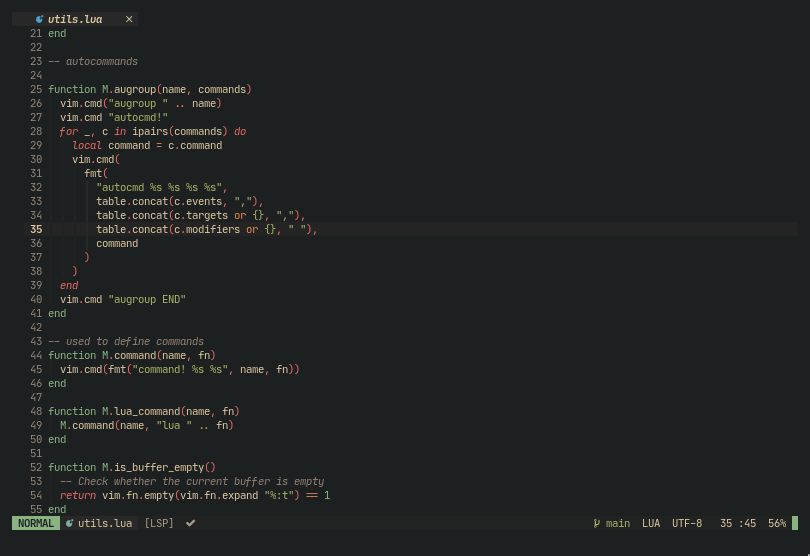 utils.lua ×
21 end
22
23 -- autocommands
24
25 function M.augroup(name, commands)
26   vim.cmd("augroup " .. name)
27   vim.cmd "autocmd!"
28   for _, c in ipairs(commands) do
29     local command = c.command
30     vim.cmd(
31       fmt(
32         "autocmd %s %s %s %s",
33         table.concat(c.events, ","),
34         table.concat(c.targets or {}, ","),
35         table.concat(c.modifiers or {}, " "),
36         command
37       )
38     )
39   end
40   vim.cmd "augroup END"
41 end
42
43 -- used to define commands
44 function M.command(name, fn)
45   vim.cmd(fmt("command! %s %s", name, fn))
46 end
47
48 function M.lua_command(name, fn)
49   M.command(name, "lua " .. fn)
50 end
51
52 function M.is_buffer_empty()
53   -- Check whether the current buffer is empty
54   return vim.fn.empty(vim.fn.expand "%:t") == 1
55 end
NORMAL utils.lua [LSP] ✔ main LUA UTF-8 35 :45 56%